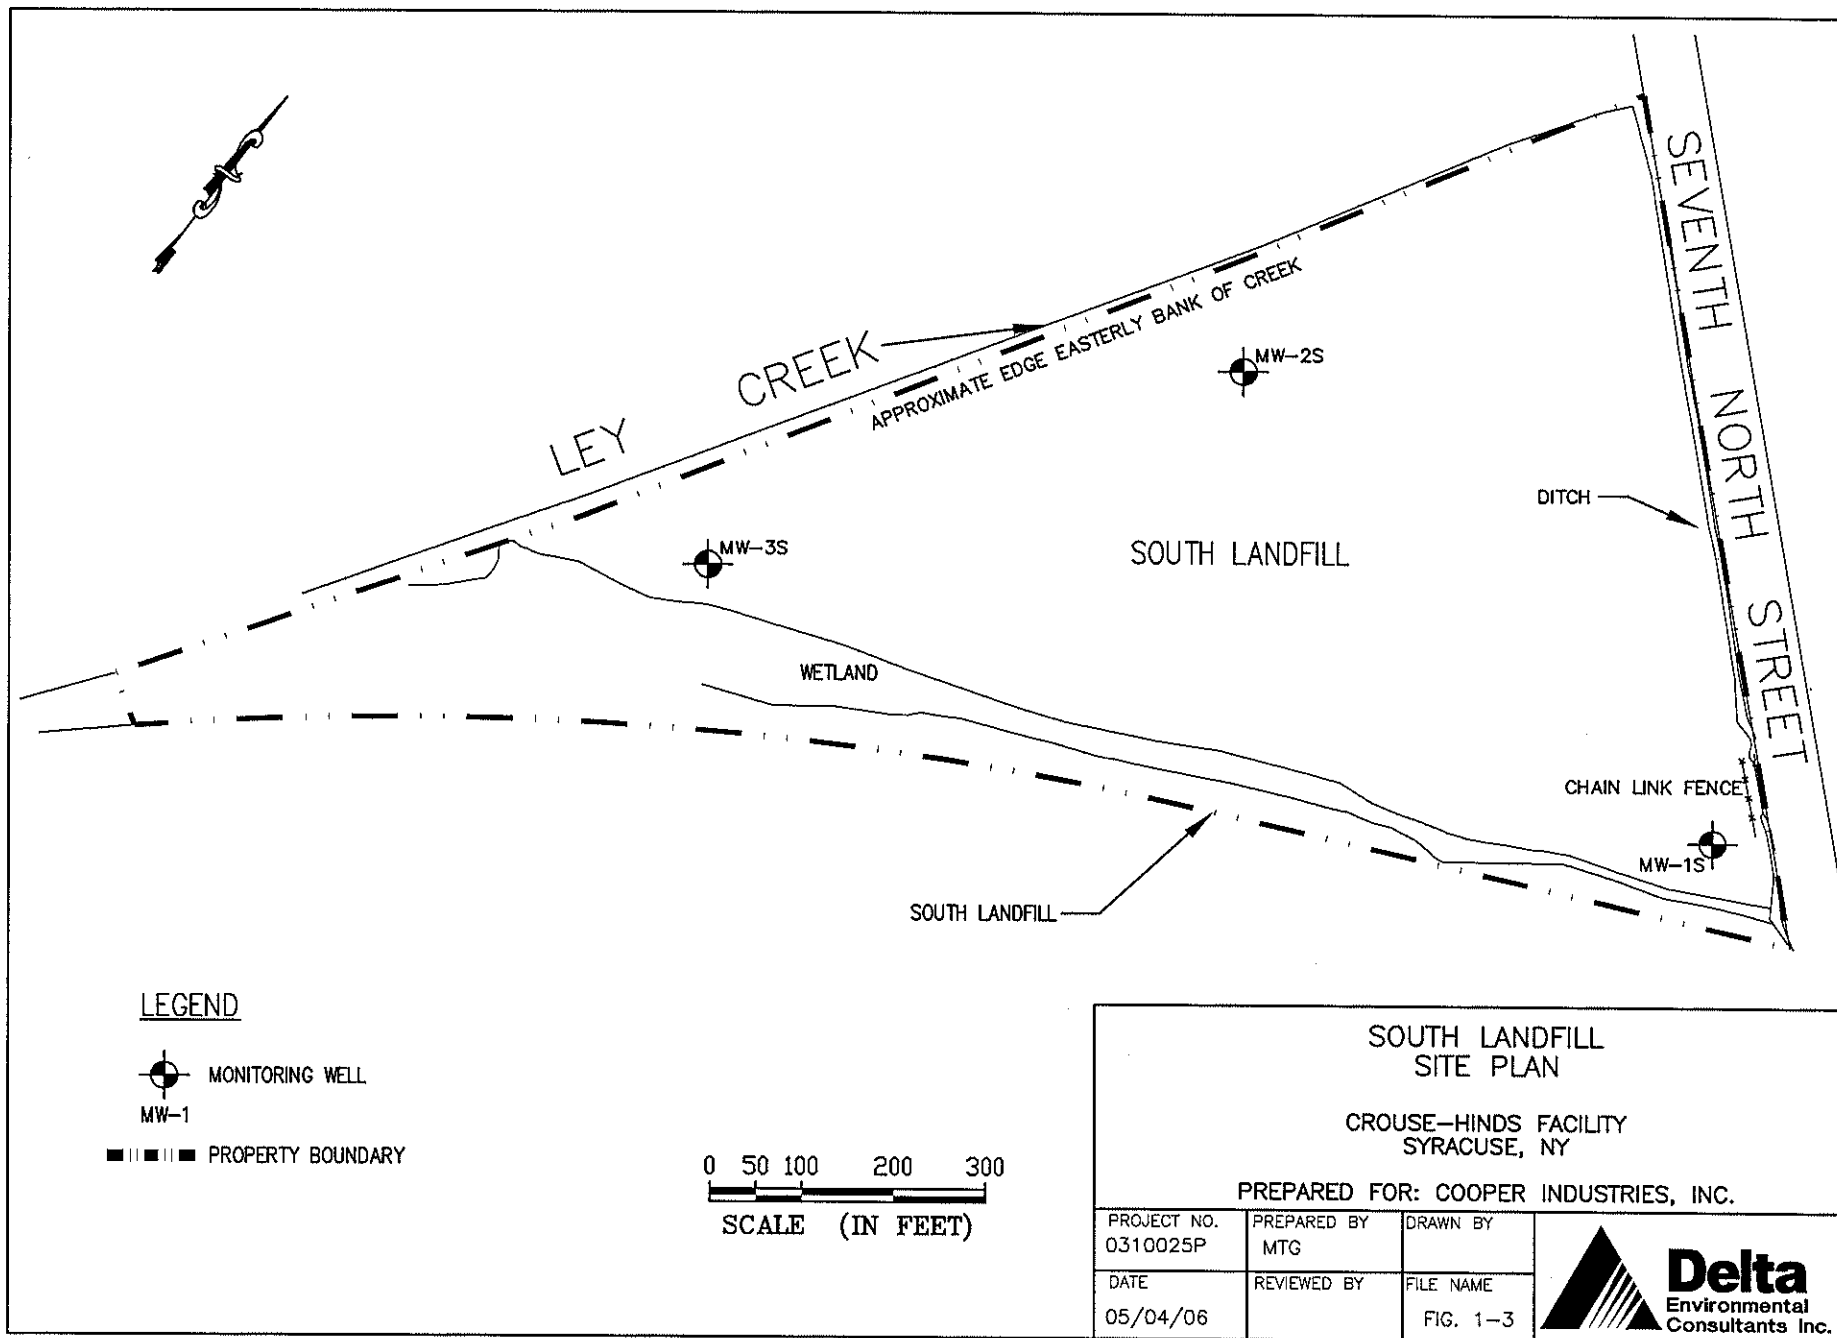 SEVENTH NORTH STREET
LEY CREEK
APPROXIMATE EDGE EASTERLY BANK OF CREEK
MW-2S
DITCH
MW-3S
SOUTH LANDFILL
WETLAND
CHAIN LINK FENCE
MW-1S
SOUTH LANDFILL
LEGEND
MONITORING WELL
MW-1
PROPERTY BOUNDARY
0 50 100 200 300
SCALE (IN FEET)
SOUTH LANDFILL
SITE PLAN
CROUSE-HINDS FACILITY
SYRACUSE, NY
PREPARED FOR: COOPER INDUSTRIES, INC.
PROJECT NO.
0310025P
PREPARED BY
MTG
DRAWN BY
DATE
05/04/06
REVIEWED BY
FILE NAME
FIG. 1-3
Delta
Environmental
Consultants Inc.